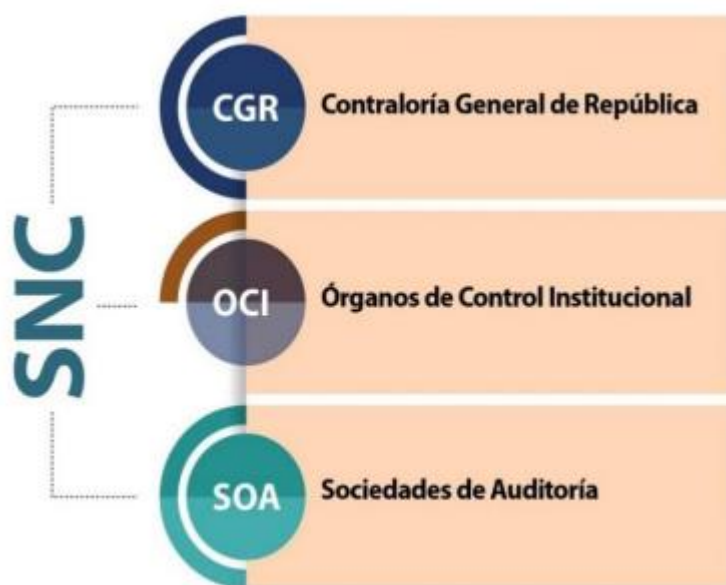 SNC
CGR
Contraloría General de República
OCI
Órganos de Control Institucional
SOA
Sociedades de Auditoría